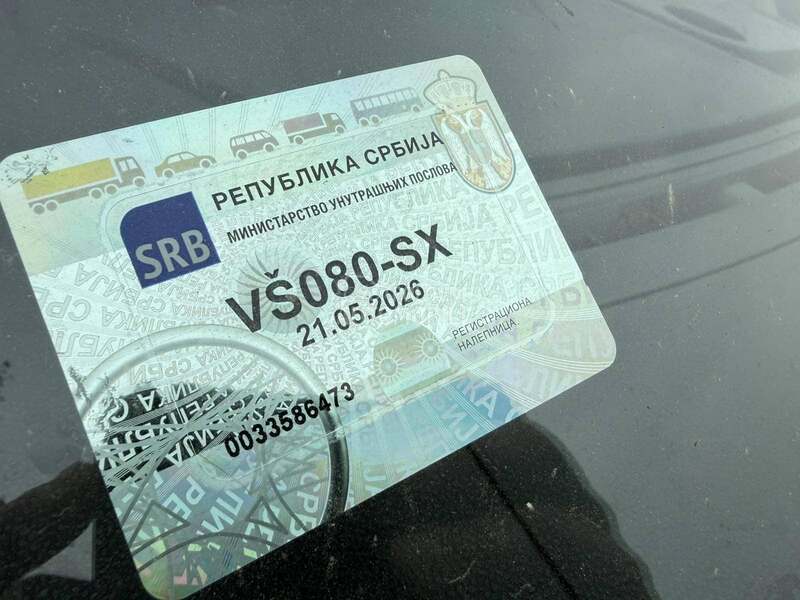 РЕПУБЛИКА СРБИЈА
МИНИСТАРСТВО УНУТРАШЊИХ ПОСЛОВА
SRB
VŠ080-SX
21.05.2026
РЕГИСТРАЦИОНА
НАЛЕПНИЦА
0033586473